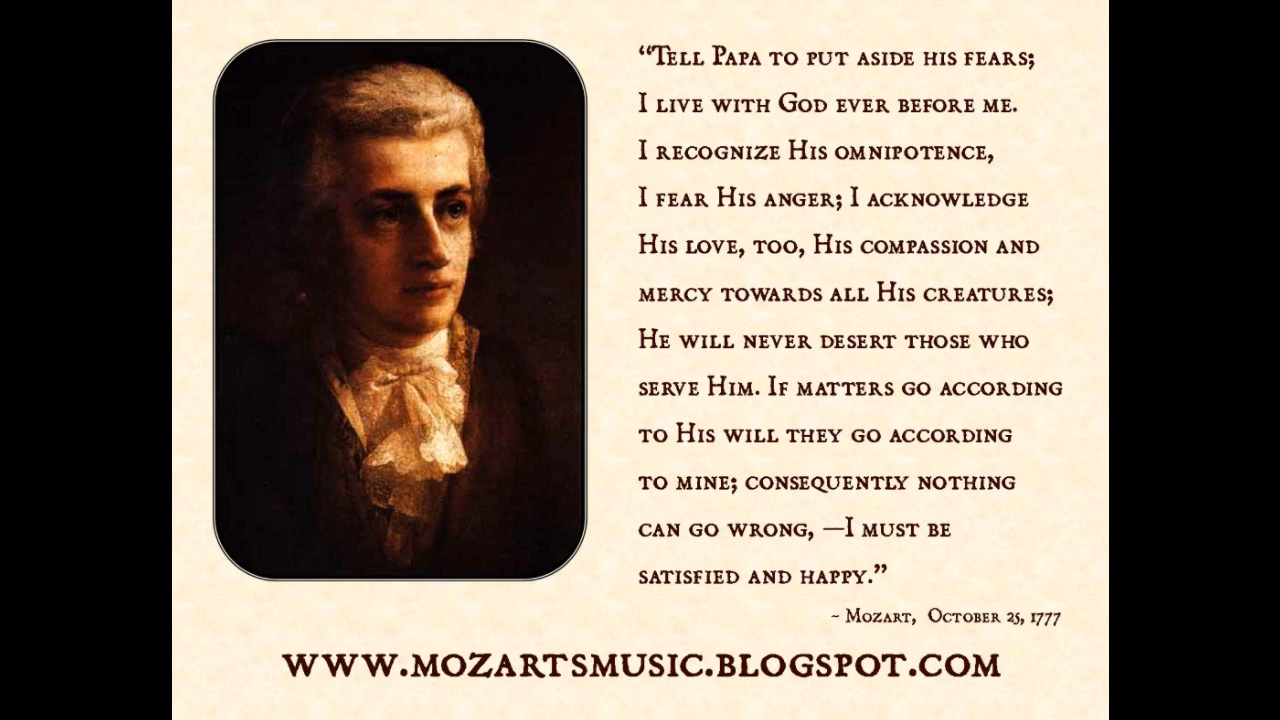 “Tell Papa to put aside his fears;
I live with God ever before me.
I recognize His omnipotence,
I fear His anger; I acknowledge
His love, too, His compassion and
mercy towards all His creatures;
He will never desert those who
serve Him. If matters go according
to His will they go according
to mine; consequently nothing
can go wrong, —I must be
satisfied and happy.”
~ Mozart, October 25, 1777
www.mozartsmusic.blogspot.com